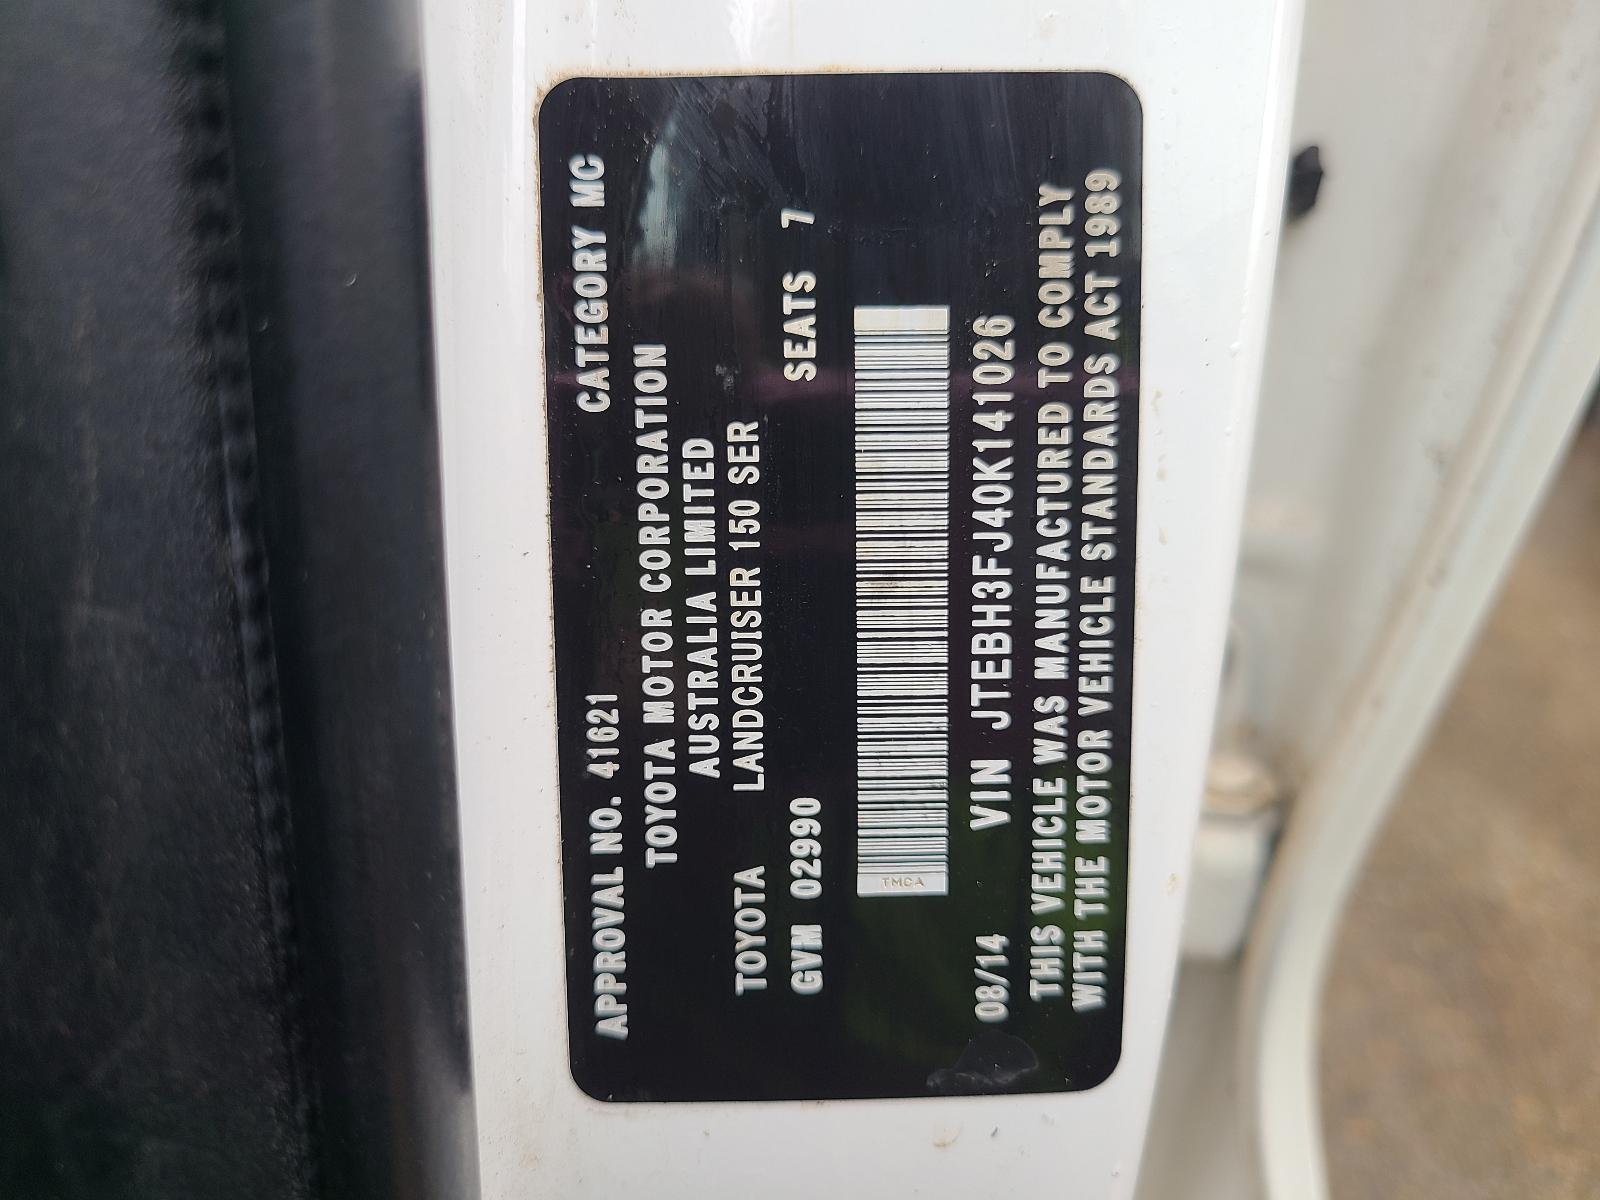 APPROVAL NO. 41621 CATEGORY MC
TOYOTA MOTOR CORPORATION
AUSTRALIA LIMITED
TOYOTA LANDCRUISER 150 SER
GVM 02990 SEATS 7
TMCA
08/14 VIN JTEBH3FJ40K141026
THIS VEHICLE WAS MANUFACTURED TO COMPLY
WITH THE MOTOR VEHICLE STANDARDS ACT 1989